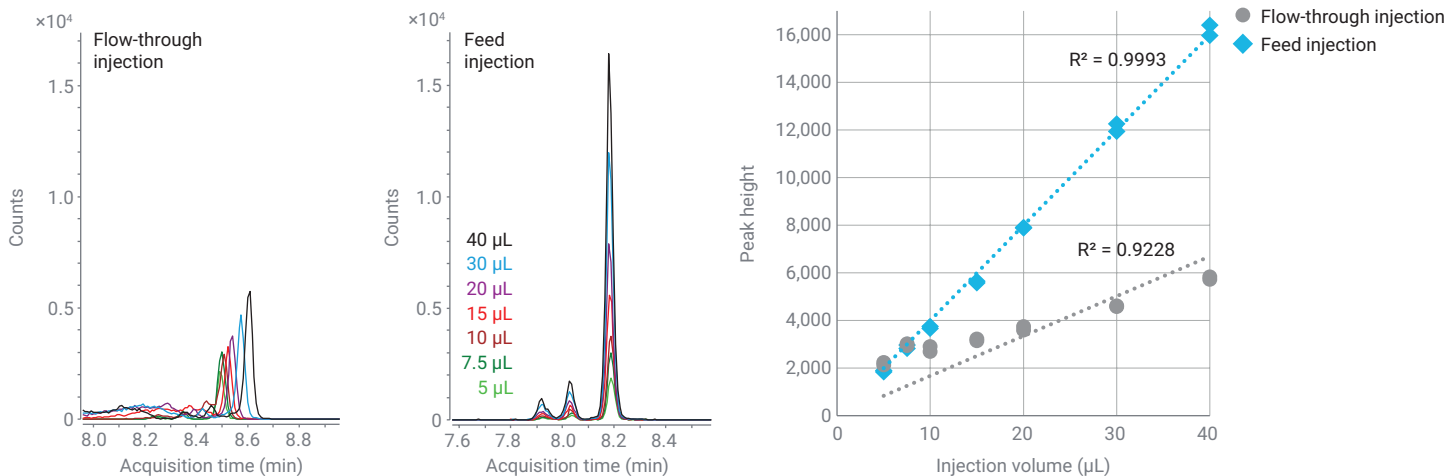 ×10⁴
Flow-through
injection
1.5
1.0
0.5
0
Counts
8.0 8.2 8.4 8.6 8.8
Acquisition time (min)
×10⁴
Feed
injection
1.5
1.0
0.5
0
Counts
40 µL
30 µL
20 µL
15 µL
10 µL
7.5 µL
5 µL
7.6 7.8 8.0 8.2 8.4
Acquisition time (min)
Flow-through injection
Feed injection
16,000
14,000
12,000
10,000
8,000
6,000
4,000
2,000
0
Peak height
R² = 0.9993
R² = 0.9228
0 10 20 30 40
Injection volume (µL)